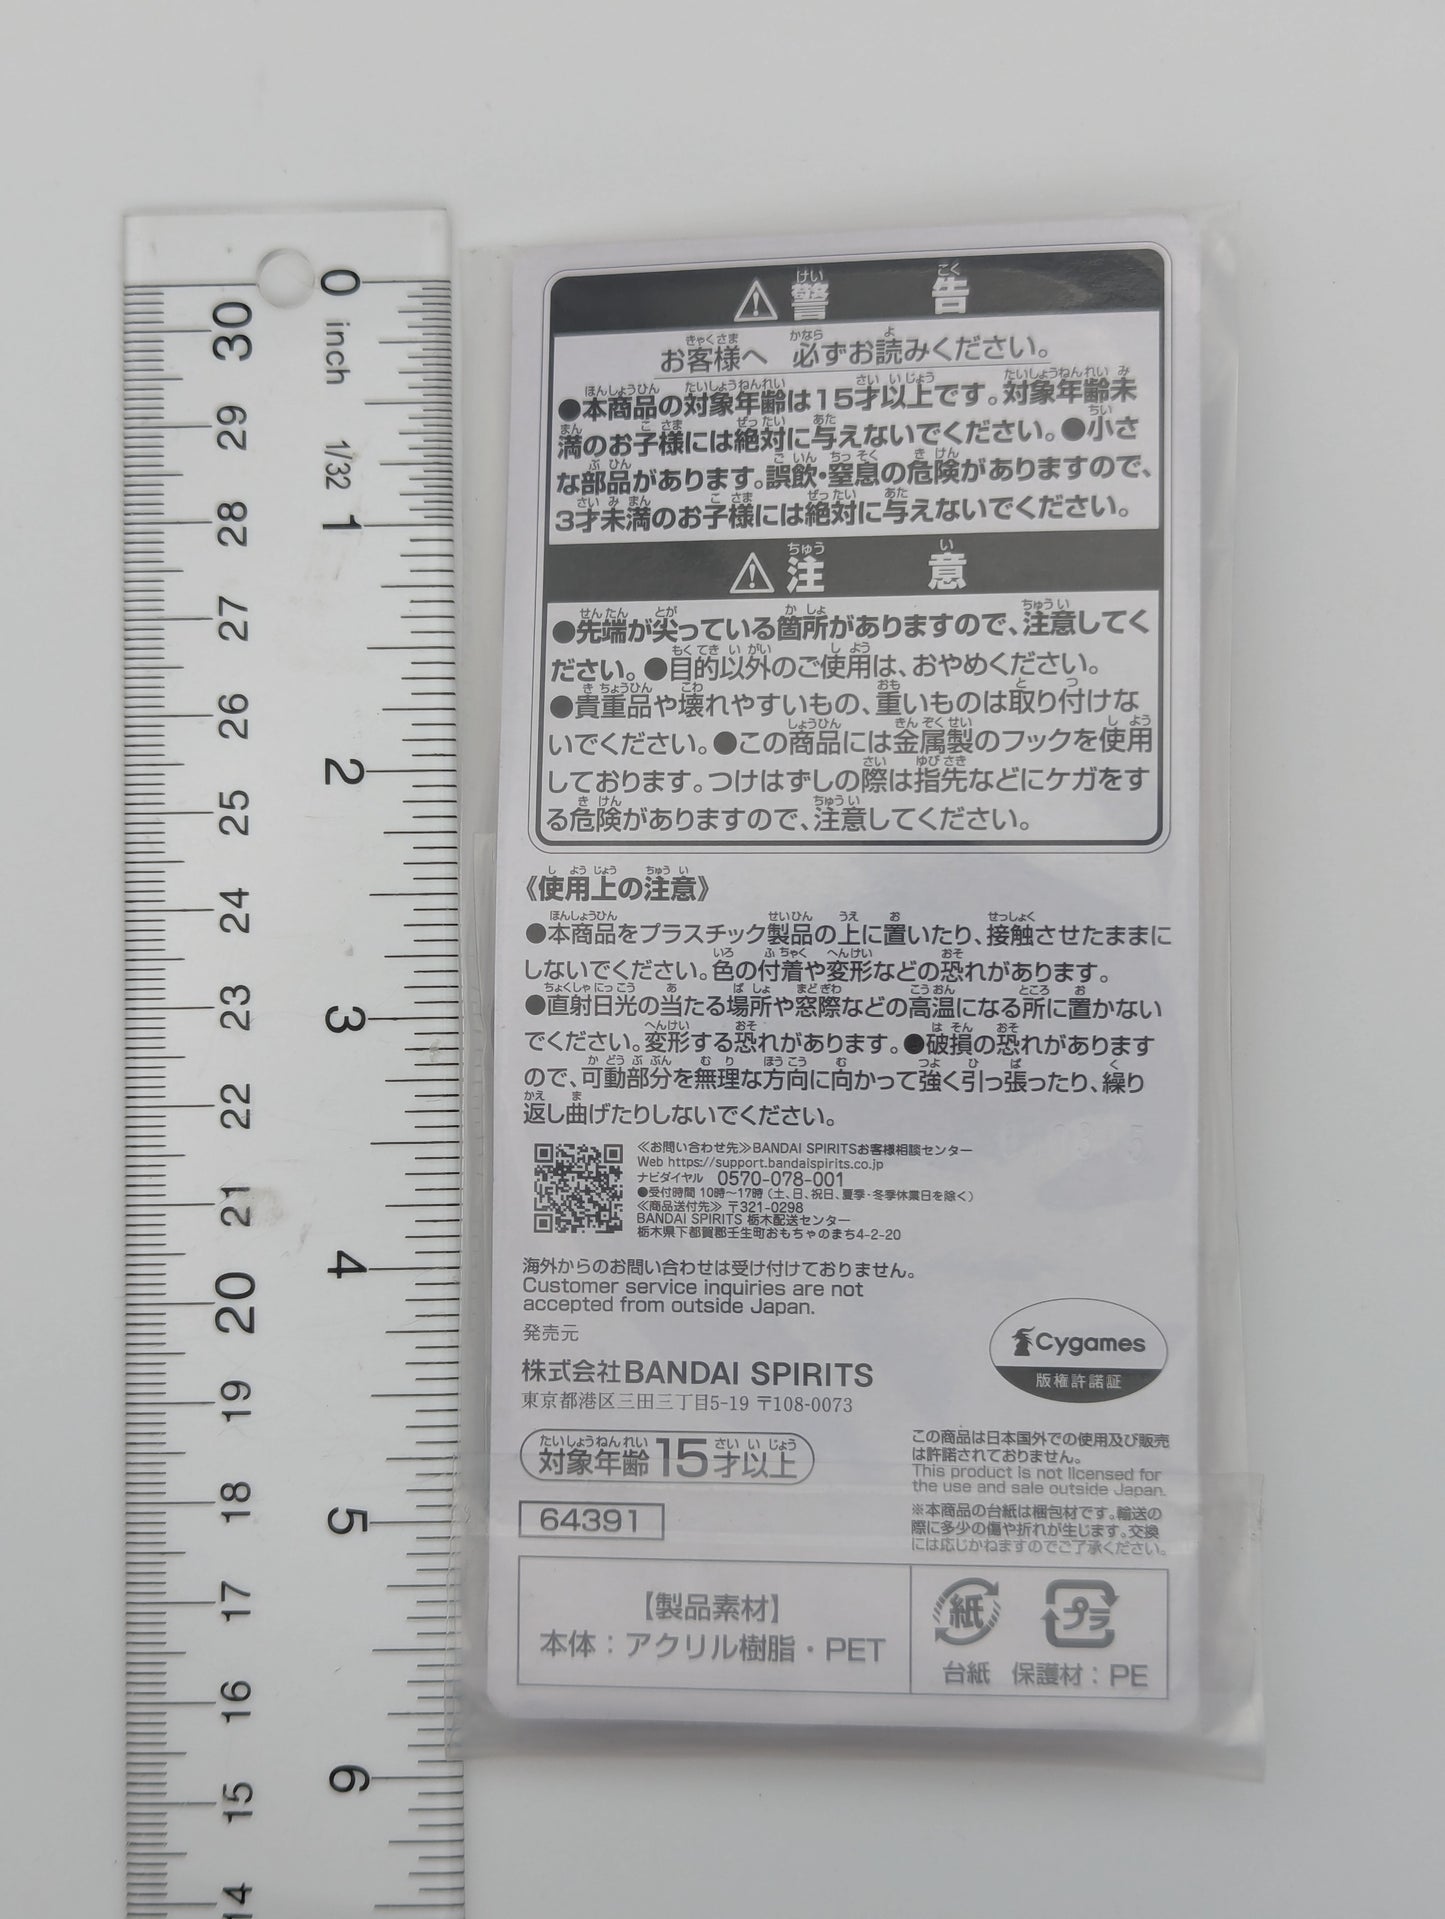 0 inch 1/32 1 2 3 4 5 6
30 29 28 27 26 25 24 23 22 21 20 19 18 17 16 15 14
⚠警告
お客様へ 必ずお読みください。
●本商品の対象年齢は15才以上です。対象年齢未
満のお子様には絶対に与えないでください。●小さ
な部品があります。誤飲・窒息の危険がありますので、
3才未満のお子様には絶対に与えないでください。
⚠注意
●先端が尖っている箇所がありますので、注意してく
ださい。●目的以外のご使用は、おやめください。
●貴重品や壊れやすいもの、重いものは取り付けな
いでください。●この商品には金属製のフックを使用
しております。つけはずしの際は指先などにケガをす
る危険がありますので、注意してください。
《使用上の注意》
●本商品をプラスチック製品の上に置いたり、接触させたままに
しないでください。色の付着や変形などの恐れがあります。
●直射日光の当たる場所や窓際などの高温になる所に置かない
でください。変形する恐れがあります。●破損の恐れがあります
ので、可動部分を無理な方向に向かって強く引っ張ったり、繰り
返し曲げたりしないでください。
≪お問い合わせ先≫BANDAI SPIRITSお客様相談センター
Web https://support.bandaispirits.co.jp
ナビダイヤル 0570-078-001
●受付時間 10時〜17時（土、日、祝日、夏季・冬季休業日を除く）
≪商品送付先≫ 〒321-0298
BANDAI SPIRITS 栃木配送センター
栃木県下都賀郡壬生町おもちゃのまち4-2-20
海外からのお問い合わせは受け付けておりません。
Customer service inquiries are not
accepted from outside Japan.
発売元
株式会社BANDAI SPIRITS
東京都港区三田三丁目5-19 〒108-0073
Cygames
版権許諾証
対象年齢15才以上
64391
この商品は日本国外での使用及び販売
は許諾されておりません。
This product is not licensed for
the use and sale outside Japan.
※本商品の台紙は梱包材です。輸送の
際に多少の傷や折れが生じます。交換
には応じかねますのでご了承ください。
【製品素材】
本体：アクリル樹脂・PET
紙 プラ
台紙 保護材：PE